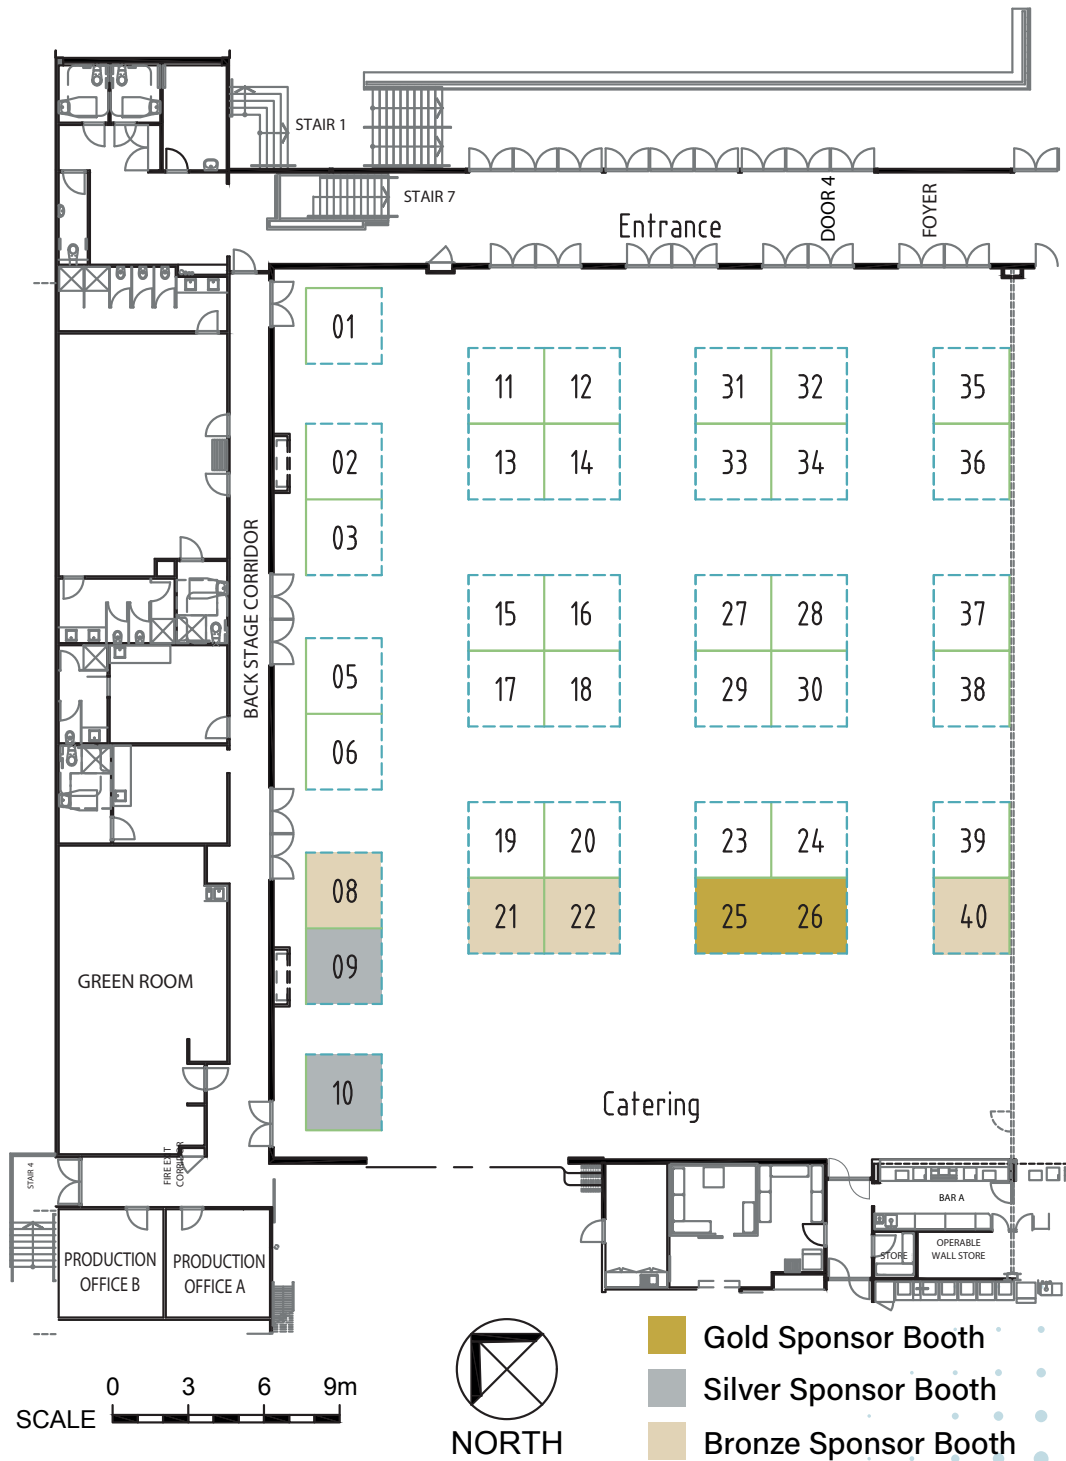 STAIR 1
STAIR 7
Entrance
DOOR 4
FOYER
01
11 12 31 32 35
02 13 14 33 34 36
03
BACK STAGE CORRIDOR
15 16 27 28 37
05 17 18 29 30 38
06
19 20 23 24 39
08 21 22 25 26 40
09
GREEN ROOM
10
Catering
STAIR 4
FIRE EXIT
CORRIDOR
BAR A
STORE
OPERABLE
WALL STORE
PRODUCTION
OFFICE B
PRODUCTION
OFFICE A
Gold Sponsor Booth
Silver Sponsor Booth
Bronze Sponsor Booth
0 3 6 9m
SCALE
NORTH